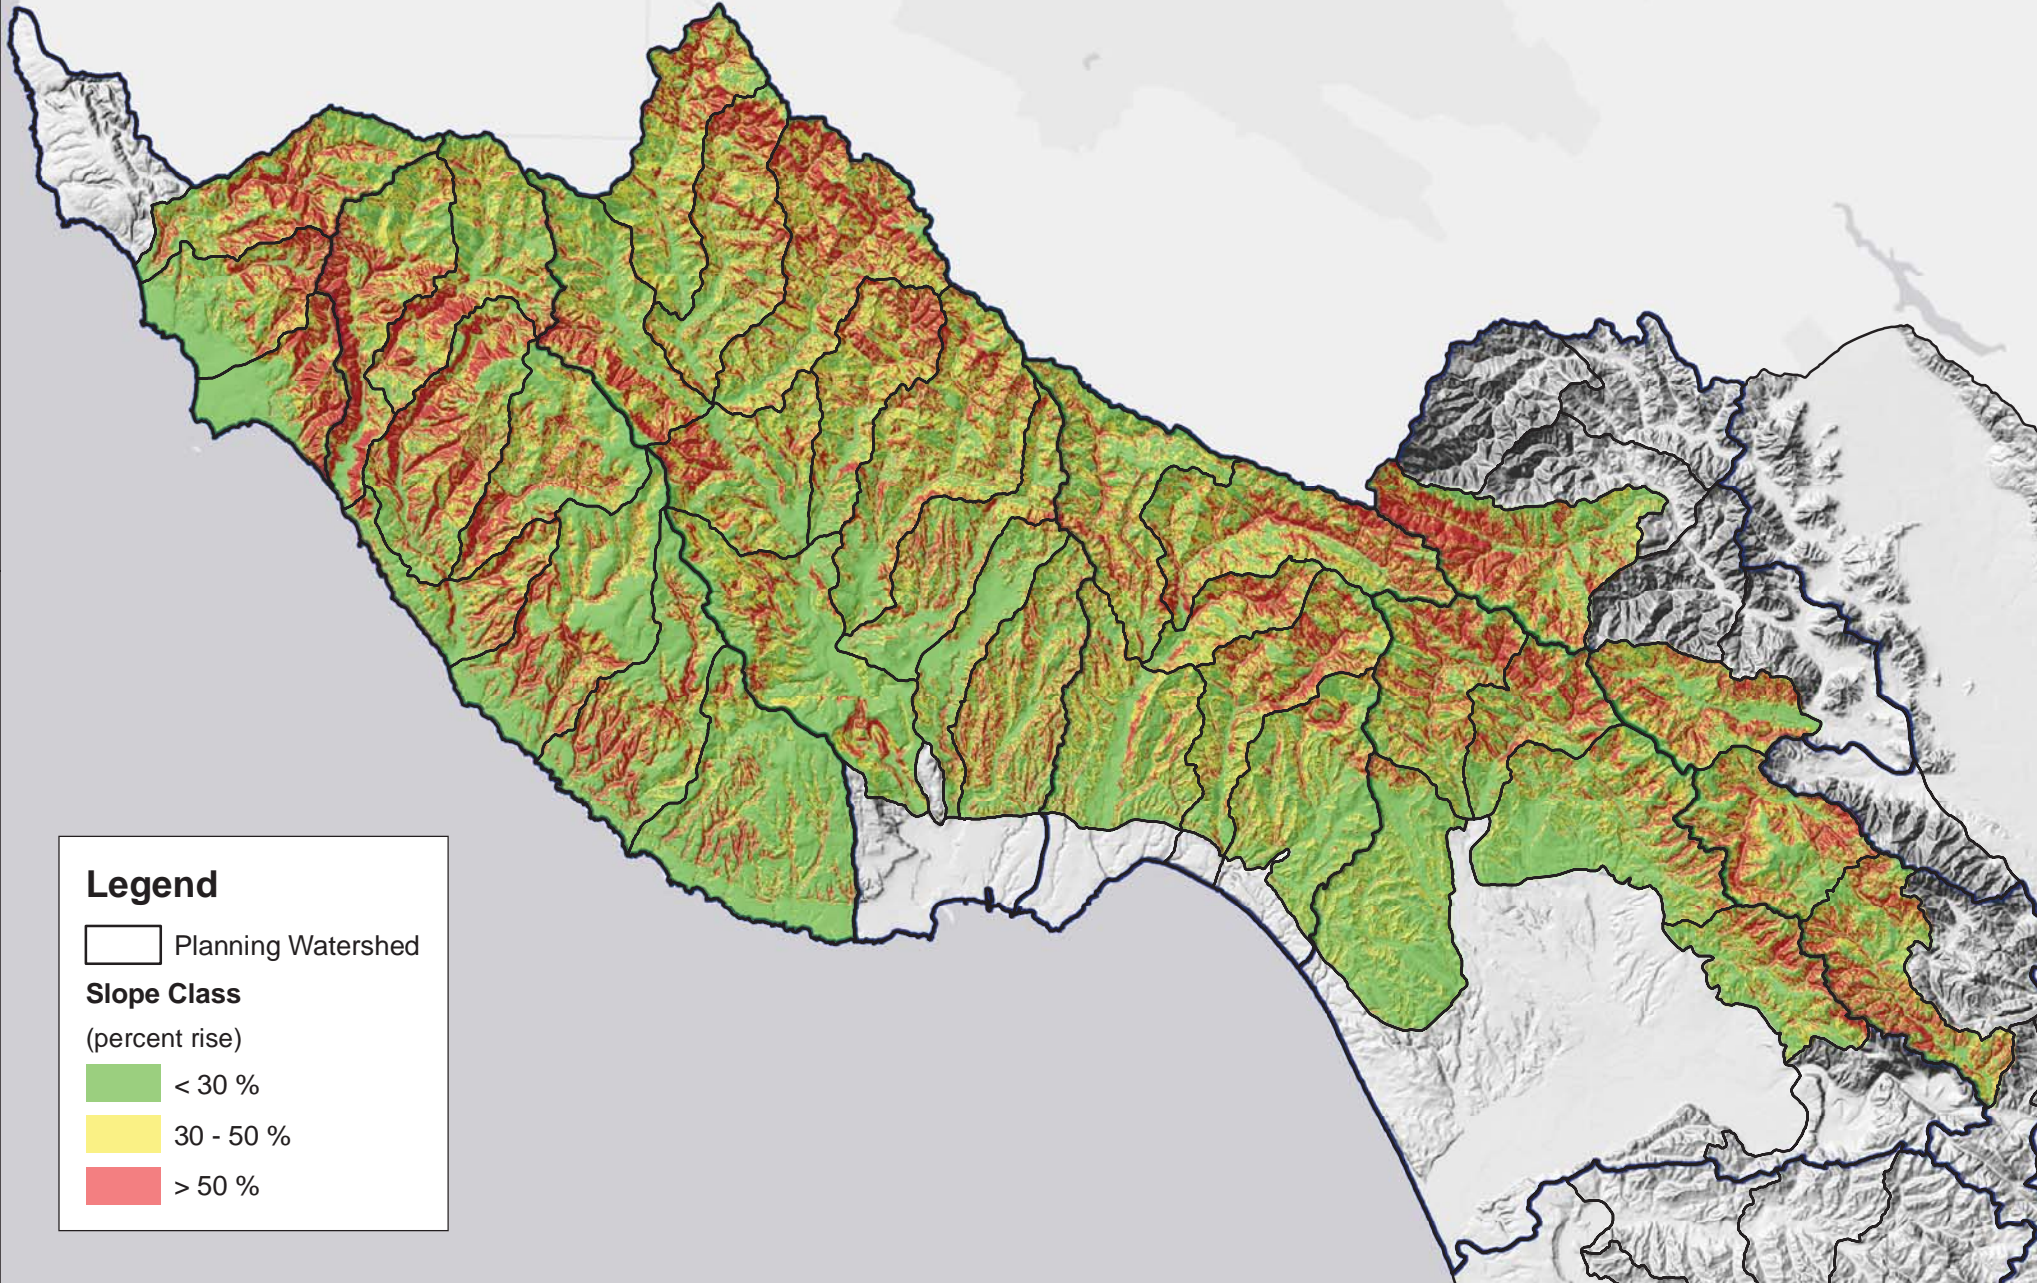 Legend
Planning Watershed
Slope Class
(percent rise)
< 30 %
30 - 50 %
> 50 %